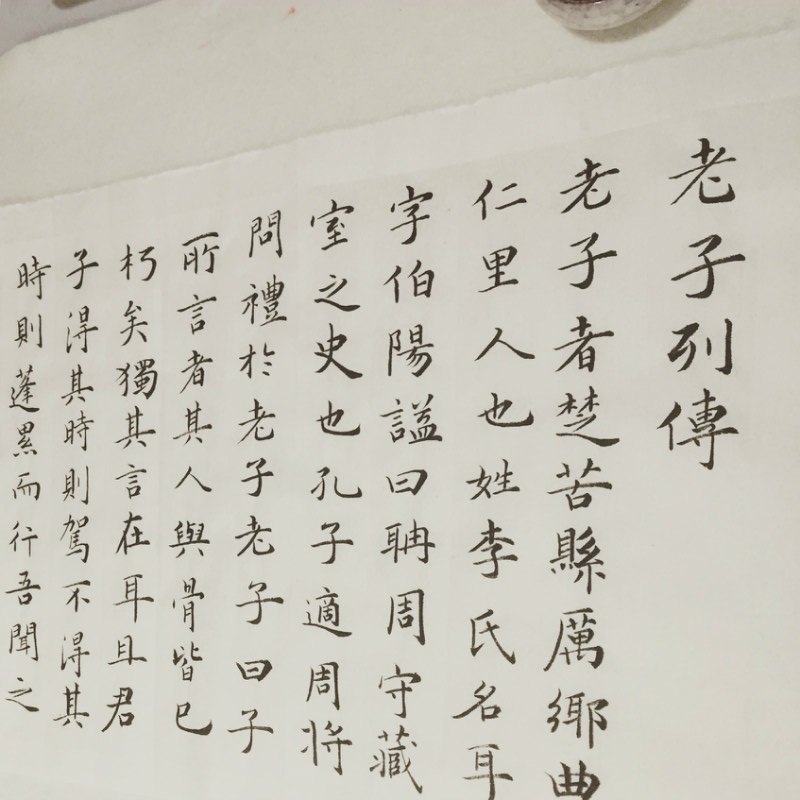 老子列傳
老子者楚苦縣厲鄉曲
仁里人也姓李氏名耳
字伯陽謚曰聃周守藏
室之史也孔子適周將
問禮於老子老子曰子
所言者其人與骨皆已
朽矣獨其言在耳且君
子得其時則駕不得其
時則蓬累而行吾聞之